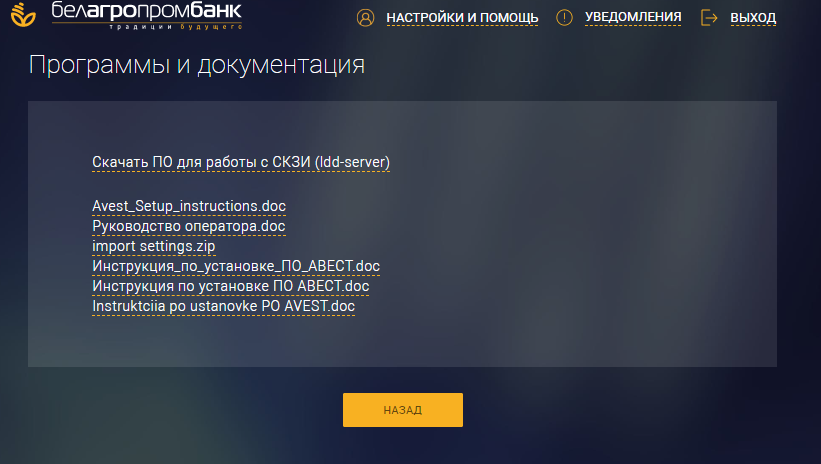 белагропромбанк
традиции будущего
НАСТРОЙКИ И ПОМОЩЬ
УВЕДОМЛЕНИЯ
ВЫХОД
Программы и документация
Скачать ПО для работы с СКЗИ (ldd-server)
Avest_Setup_instructions.doc
Руководство оператора.doc
import settings.zip
Инструкция_по_установке_ПО_АВЕСТ.doc
Инструкция по установке ПО АВЕСТ.doc
Instruktciia po ustanovke PO AVEST.doc
НАЗАД